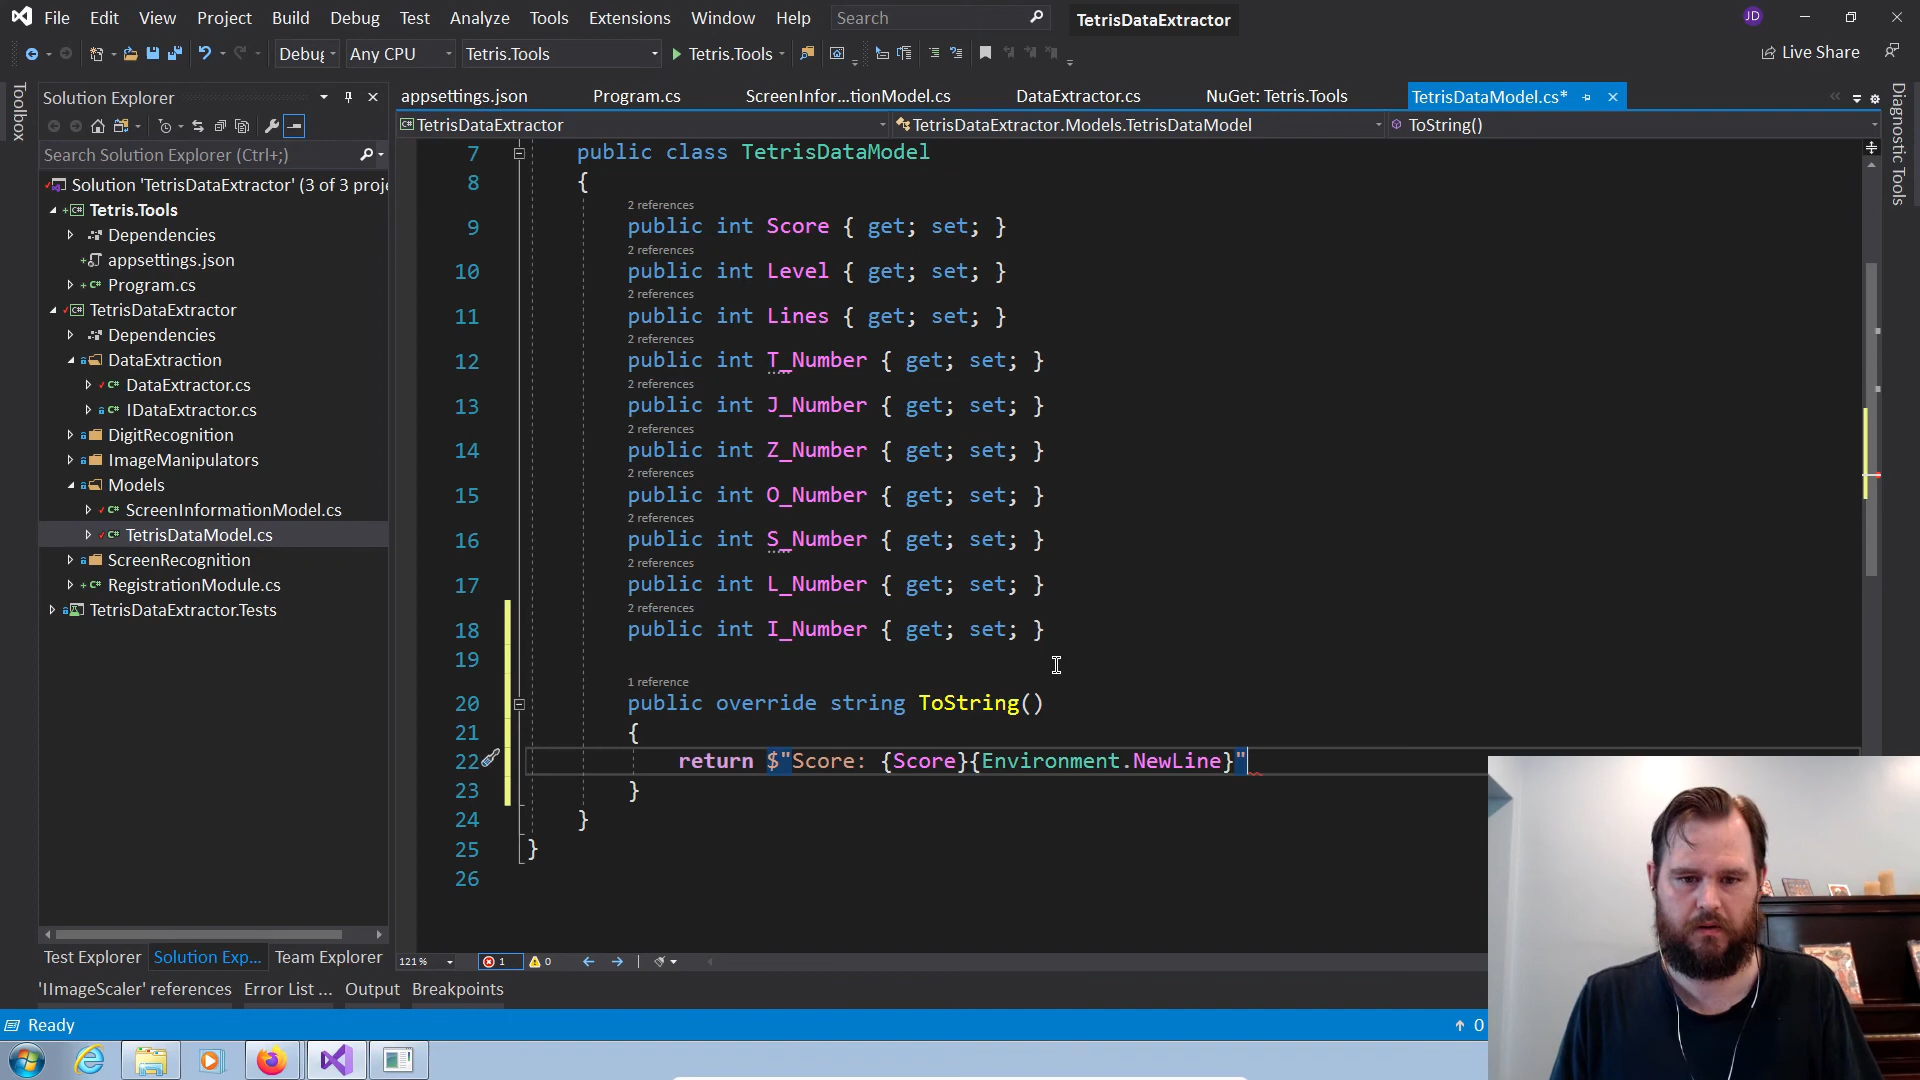 File Edit View Project Build Debug Test Analyze Tools Extensions Window Help Search TetrisDataExtractor JD
Debug Any CPU Tetris.Tools Tetris.Tools Live Share
Toolbox
Solution Explorer
Search Solution Explorer (Ctrl+;)
Solution 'TetrisDataExtractor' (3 of 3 proje
Tetris.Tools
Dependencies
appsettings.json
Program.cs
TetrisDataExtractor
Dependencies
DataExtraction
DataExtractor.cs
IDataExtractor.cs
DigitRecognition
ImageManipulators
Models
ScreenInformationModel.cs
TetrisDataModel.cs
ScreenRecognition
RegistrationModule.cs
TetrisDataExtractor.Tests
Test Explorer Solution Exp... Team Explorer
appsettings.json Program.cs ScreenInfor...tionModel.cs DataExtractor.cs NuGet: Tetris.Tools TetrisDataModel.cs*
TetrisDataExtractor TetrisDataExtractor.Models.TetrisDataModel ToString()
7 public class TetrisDataModel
8 {
2 references
9 public int Score { get; set; }
2 references
10 public int Level { get; set; }
2 references
11 public int Lines { get; set; }
2 references
12 public int T_Number { get; set; }
2 references
13 public int J_Number { get; set; }
2 references
14 public int Z_Number { get; set; }
2 references
15 public int O_Number { get; set; }
2 references
16 public int S_Number { get; set; }
2 references
17 public int L_Number { get; set; }
2 references
18 public int I_Number { get; set; }
19
1 reference
20 public override string ToString()
21 {
22 return $"Score: {Score}{Environment.NewLine}"
23 }
24 }
25 }
26
Diagnostic Tools
121 % 1 0
'IImageScaler' references Error List ... Output Breakpoints
Ready 0